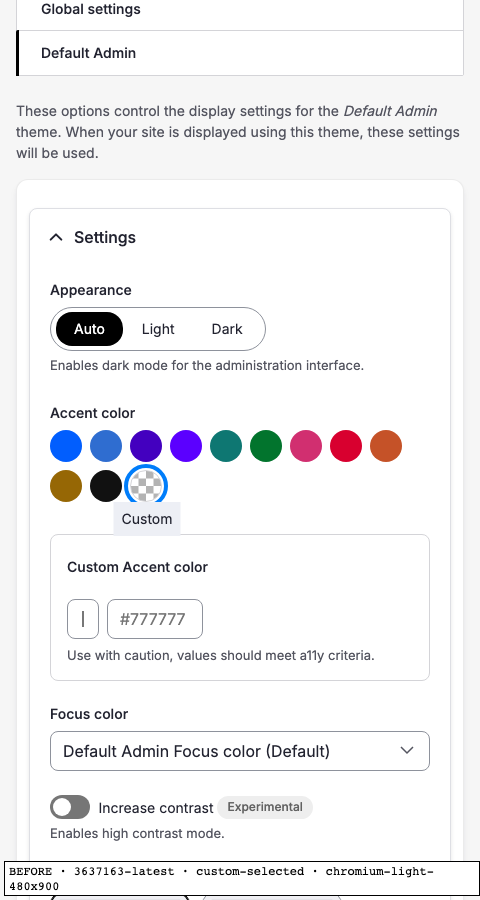 Global settings
Default Admin
These options control the display settings for the Default Admin
theme. When your site is displayed using this theme, these settings
will be used.
Settings
Appearance
Auto Light Dark
Enables dark mode for the administration interface.
Accent color
Custom
Custom Accent color
#777777
Use with caution, values should meet a11y criteria.
Focus color
Default Admin Focus color (Default)
Increase contrast Experimental
Enables high contrast mode.
BEFORE · 3637163-latest · custom-selected · chromium-light-
480x900